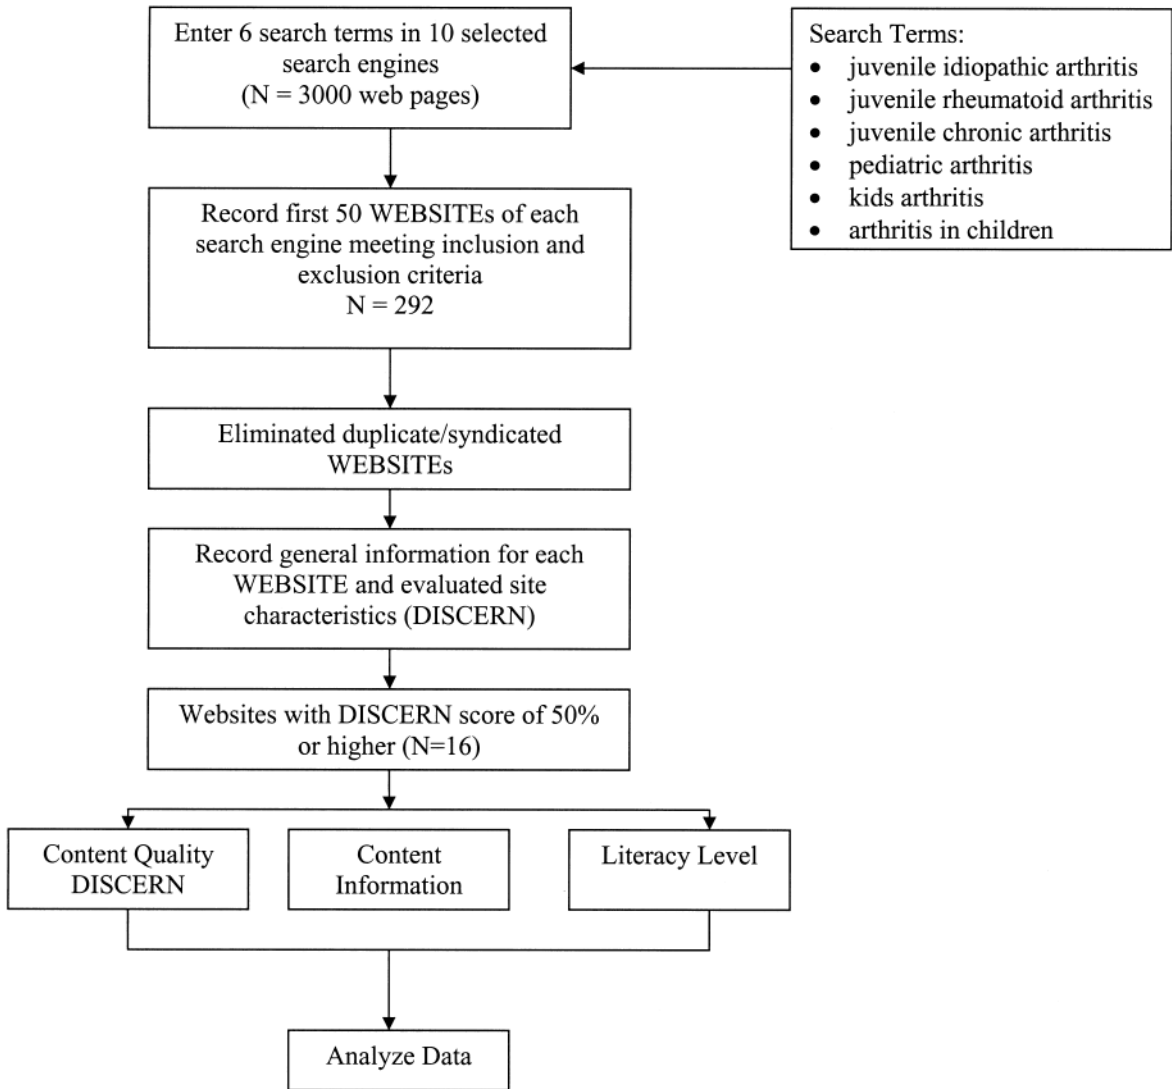 Enter 6 search terms in 10 selected
search engines
(N = 3000 web pages)
Search Terms:
• juvenile idiopathic arthritis
• juvenile rheumatoid arthritis
• juvenile chronic arthritis
• pediatric arthritis
• kids arthritis
• arthritis in children
Record first 50 WEBSITEs of each
search engine meeting inclusion and
exclusion criteria
N = 292
Eliminated duplicate/syndicated
WEBSITEs
Record general information for each
WEBSITE and evaluated site
characteristics (DISCERN)
Websites with DISCERN score of 50%
or higher (N=16)
Content Quality
DISCERN
Content
Information
Literacy Level
Analyze Data